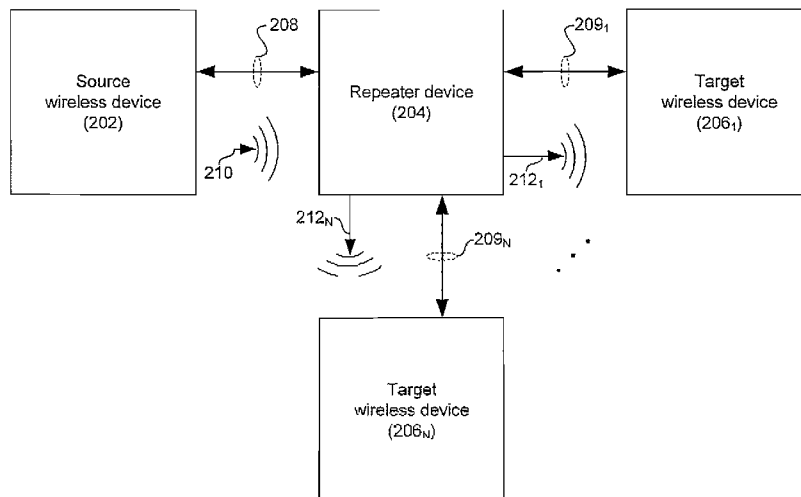 208
209₁
Source
wireless device
(202)
Repeater device
(204)
Target
wireless device
(206₁)
210
212₁
212N
209N
Target
wireless device
(206N)